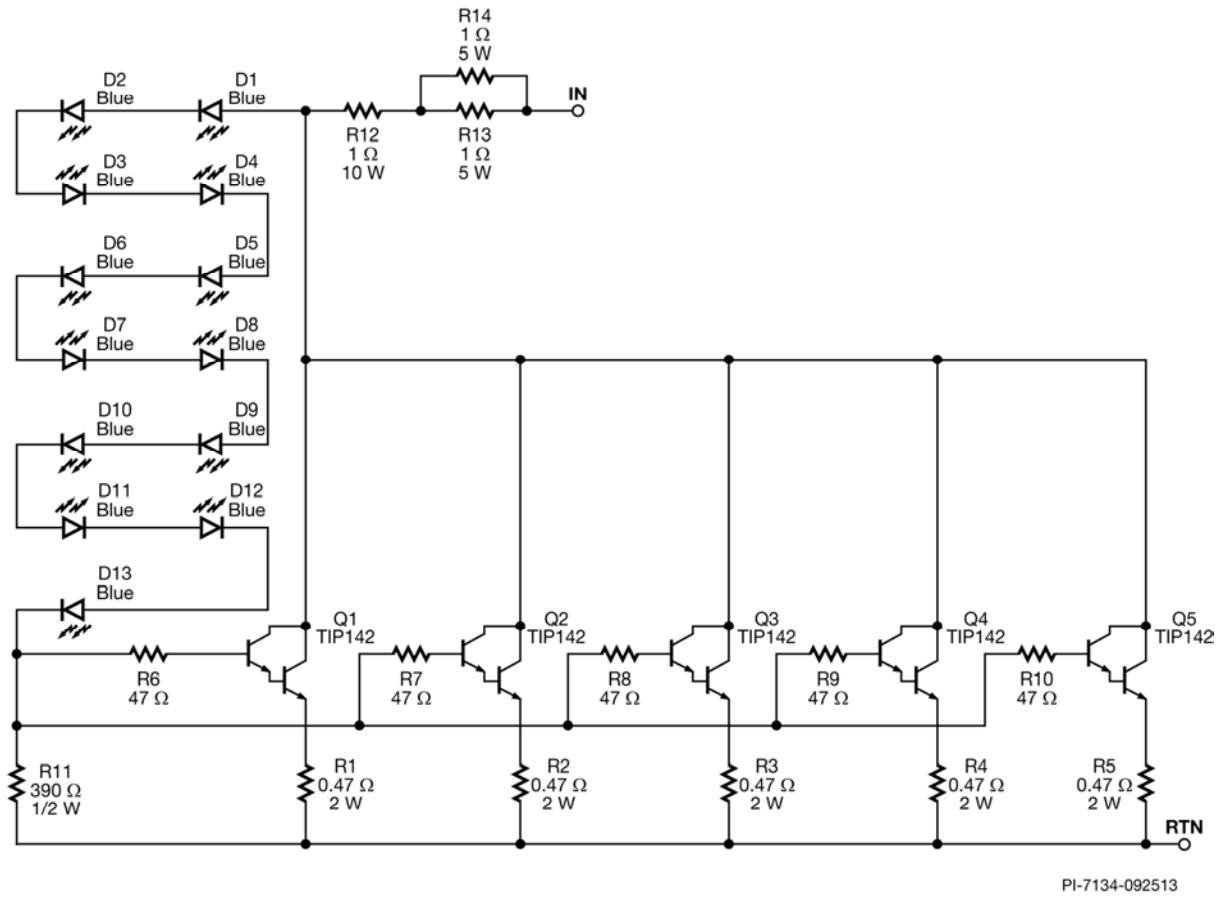 R14
1 Ω
5 W
D2
Blue
D1
Blue
IN
R12
1 Ω
10 W
R13
1 Ω
5 W
D3
Blue
D4
Blue
D6
Blue
D5
Blue
D7
Blue
D8
Blue
D10
Blue
D9
Blue
D11
Blue
D12
Blue
D13
Blue
Q1
TIP142
Q2
TIP142
Q3
TIP142
Q4
TIP142
Q5
TIP142
R6
47 Ω
R7
47 Ω
R8
47 Ω
R9
47 Ω
R10
47 Ω
R11
390 Ω
1/2 W
R1
0.47 Ω
2 W
R2
0.47 Ω
2 W
R3
0.47 Ω
2 W
R4
0.47 Ω
2 W
R5
0.47 Ω
2 W
RTN
PI-7134-092513